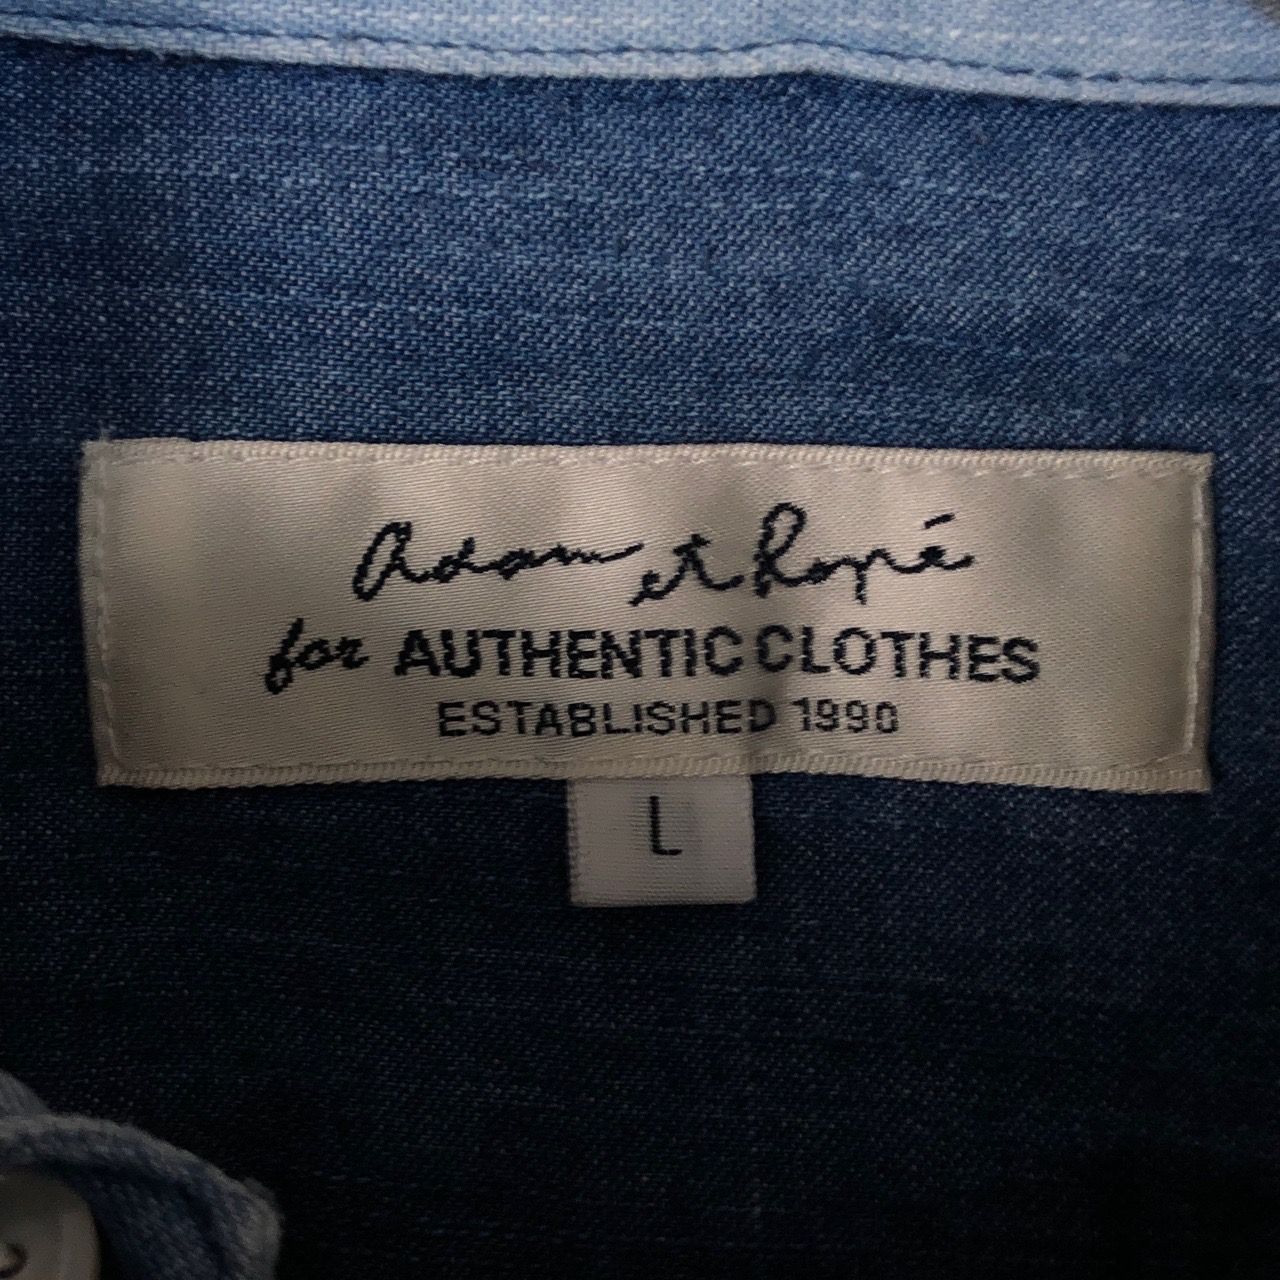 Adam et Ropé
for AUTHENTIC CLOTHES
ESTABLISHED 1990
L